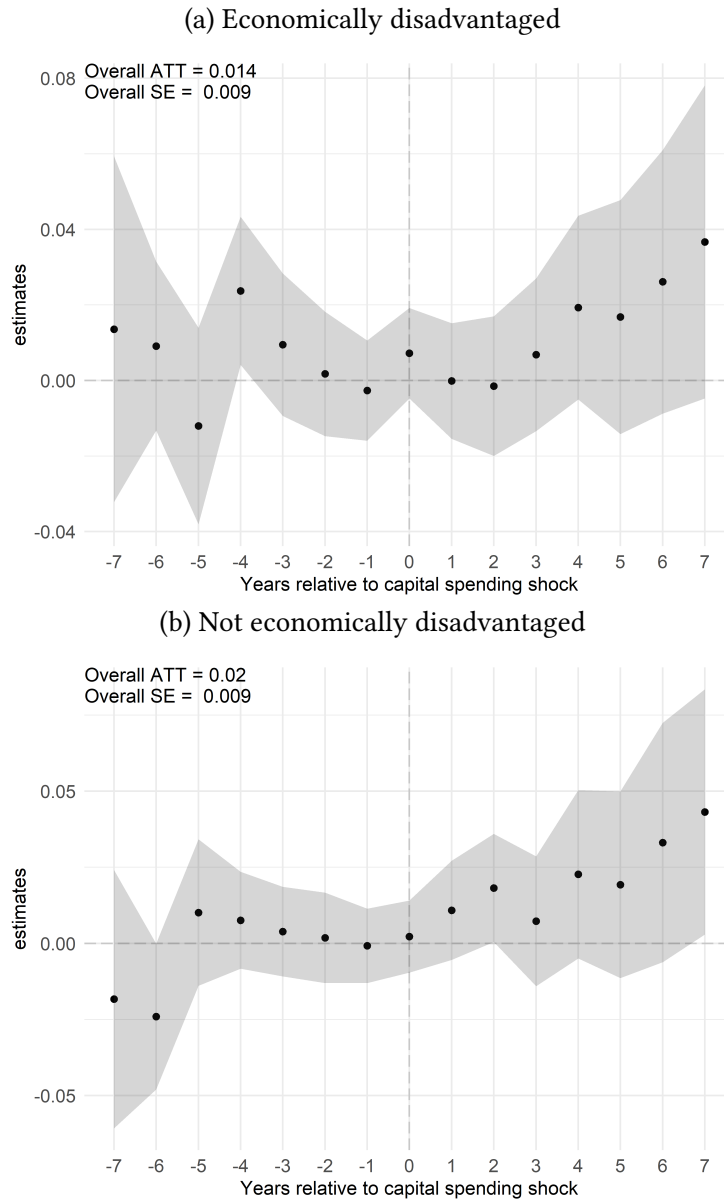 (a) Economically disadvantaged
Overall ATT = 0.014
Overall SE =  0.009
0.08
0.04
0.00
-0.04
estimates
-7 -6 -5 -4 -3 -2 -1 0 1 2 3 4 5 6 7
Years relative to capital spending shock
(b) Not economically disadvantaged
Overall ATT = 0.02
Overall SE =  0.009
0.05
0.00
-0.05
estimates
-7 -6 -5 -4 -3 -2 -1 0 1 2 3 4 5 6 7
Years relative to capital spending shock